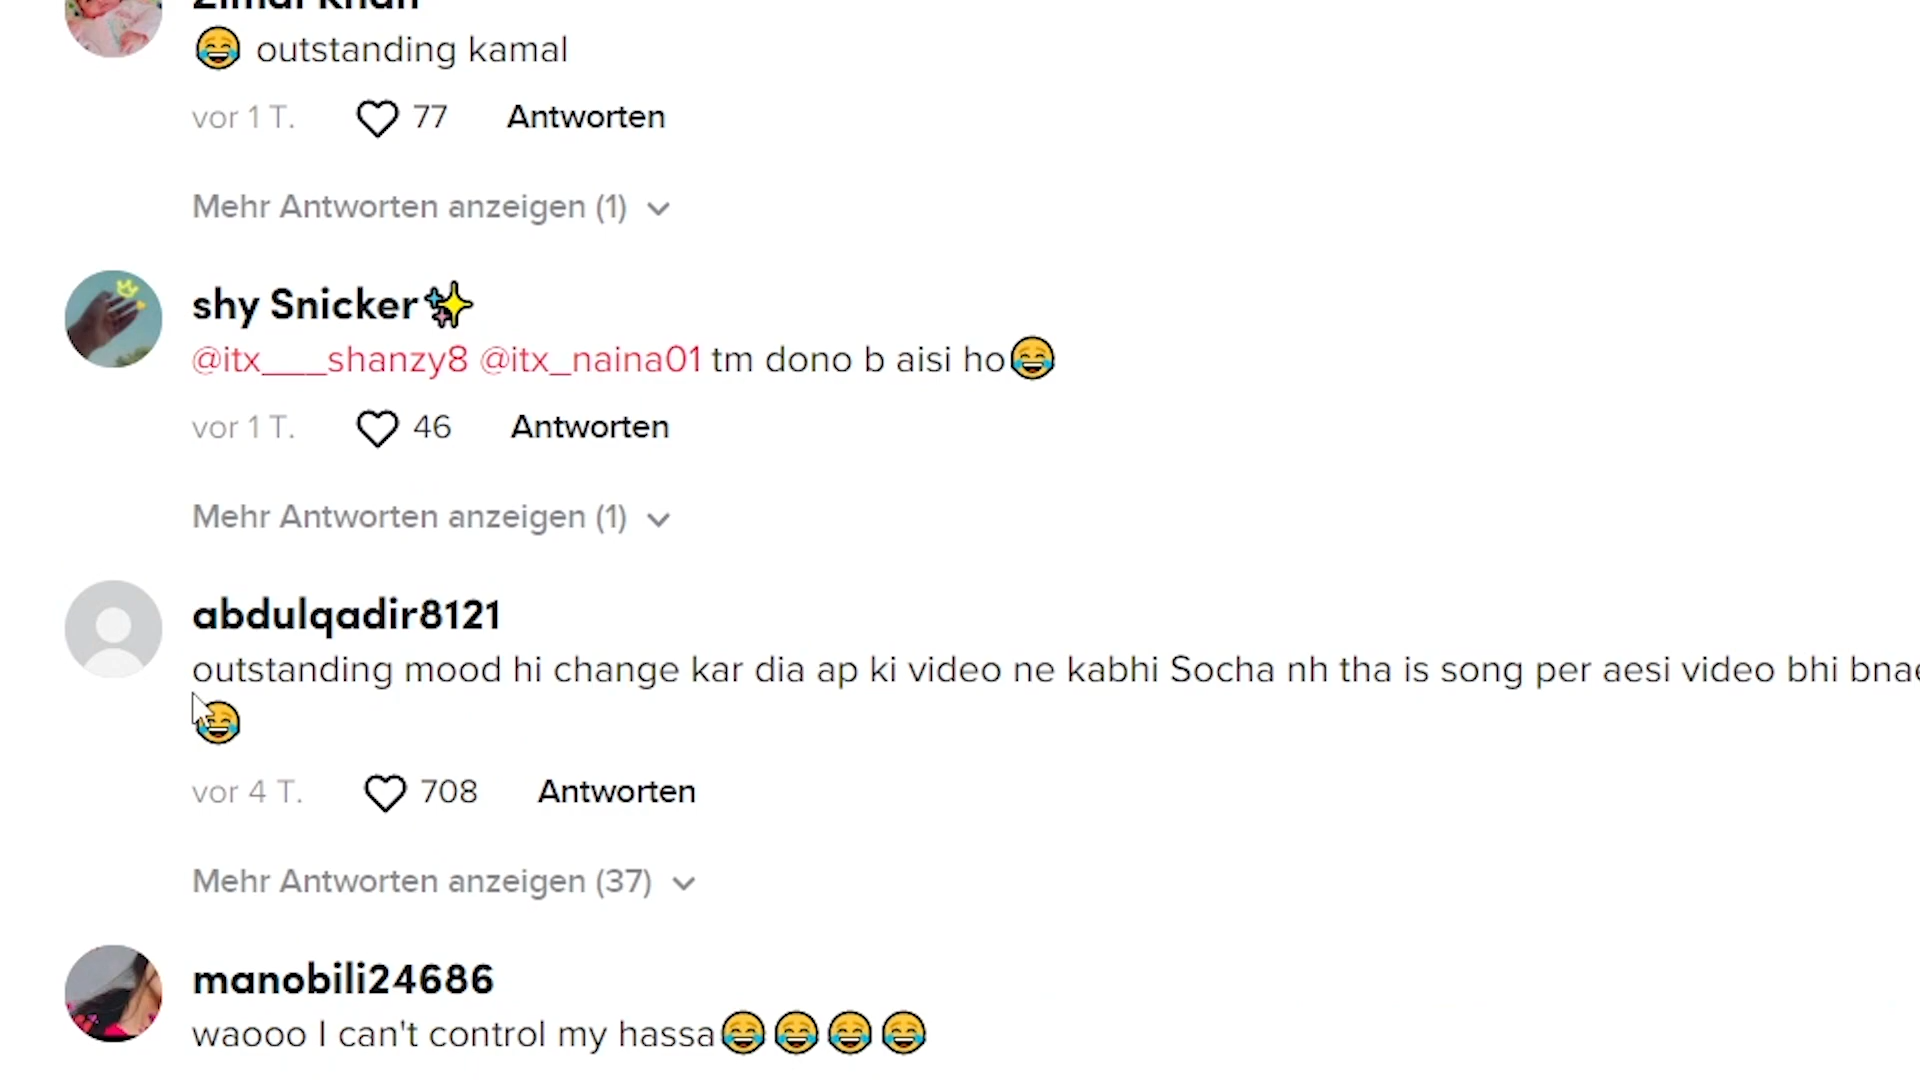 Zimal Khan
😂 outstanding kamal
vor 1 T. 77 Antworten
Mehr Antworten anzeigen (1)
shy Snicker✨
@itx___shanzy8 @itx_naina01 tm dono b aisi ho😂
vor 1 T. 46 Antworten
Mehr Antworten anzeigen (1)
abdulqadir8121
outstanding mood hi change kar dia ap ki video ne kabhi Socha nh tha is song per aesi video bhi
😂
vor 4 T. 708 Antworten
Mehr Antworten anzeigen (37)
manobili24686
waooo I can't control my hassa😂😂😂😂